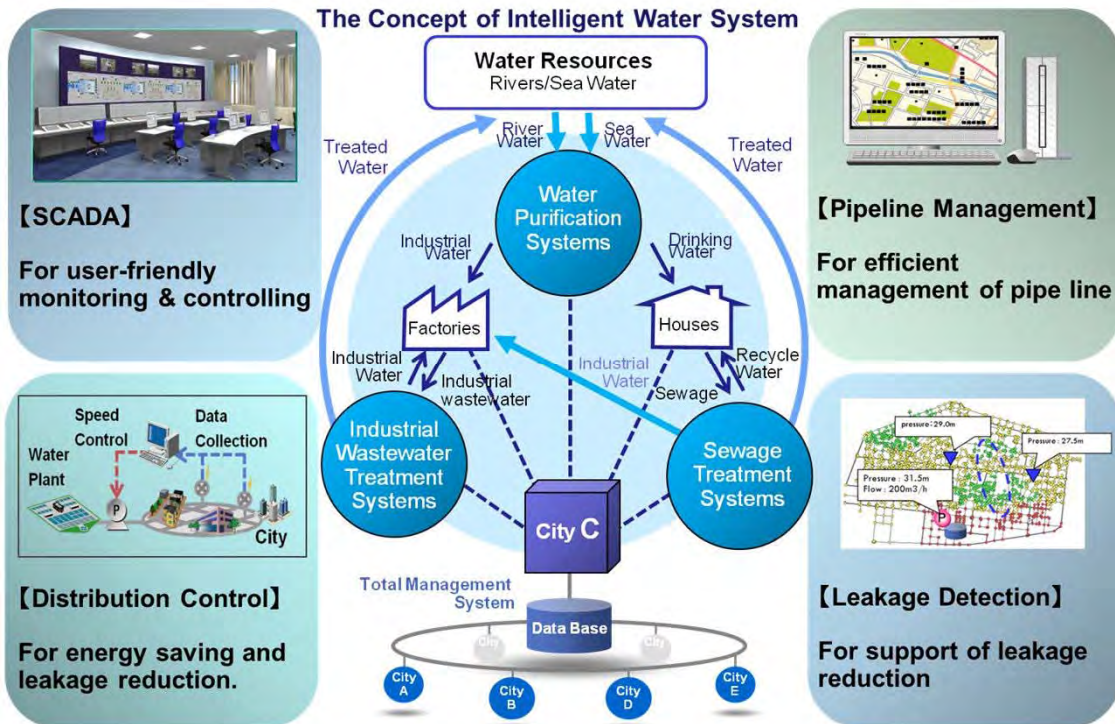 The Concept of Intelligent Water System
Water Resources
Rivers/Sea Water
River
Water
Sea
Water
Treated
Water
Treated
Water
Water
Purification
Systems
Industrial
Water
Drinking
Water
Factories
Houses
Industrial
Water
Industrial
wastewater
Industrial
Water
Recycle
Water
Sewage
Industrial
Wastewater
Treatment
Systems
Sewage
Treatment
Systems
City C
Total Management
System
Data Base
City
City
City
A
City
B
City
D
City
E
【SCADA】
For user-friendly
monitoring & controlling
Speed
Control
Data
Collection
Water
Plant
P
City
【Distribution Control】
For energy saving and
leakage reduction.
【Pipeline Management】
For efficient
management of pipe line
pressure:29.0m
Pressure : 27.5m
Pressure : 31.5m
Flow : 200m3/h
P
【Leakage Detection】
For support of leakage
reduction